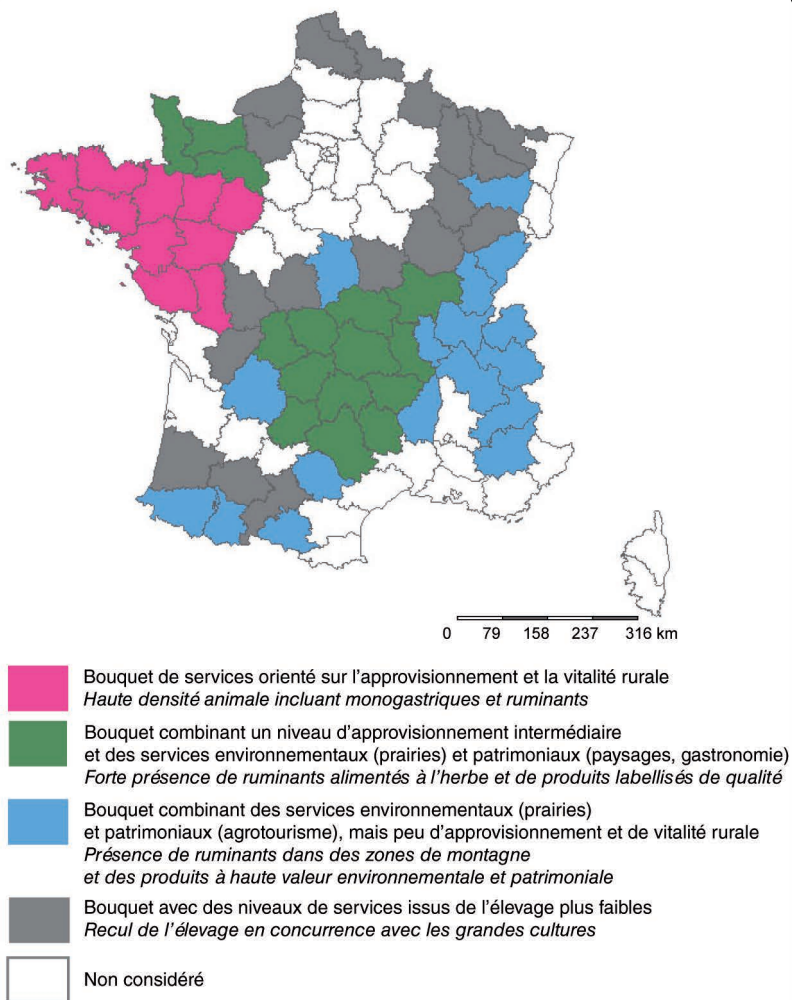 0 79 158 237 316 km
Bouquet de services orienté sur l’approvisionnement et la vitalité rurale
Haute densité animale incluant monogastriques et ruminants
Bouquet combinant un niveau d’approvisionnement intermédiaire
et des services environnementaux (prairies) et patrimoniaux (paysages, gastronomie)
Forte présence de ruminants alimentés à l’herbe et de produits labellisés de qualité
Bouquet combinant des services environnementaux (prairies)
et patrimoniaux (agrotourisme), mais peu d’approvisionnement et de vitalité rurale
Présence de ruminants dans des zones de montagne
et des produits à haute valeur environnementale et patrimoniale
Bouquet avec des niveaux de services issus de l’élevage plus faibles
Recul de l’élevage en concurrence avec les grandes cultures
Non considéré